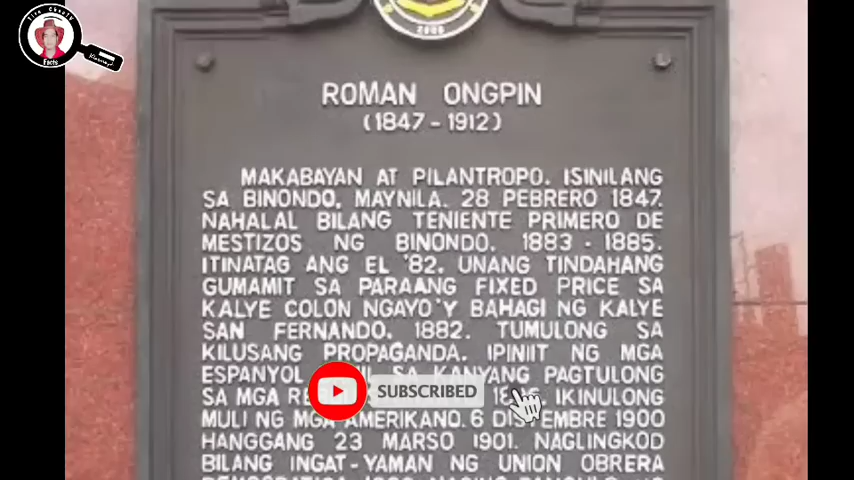 ROMAN ONGPIN
(1847 - 1912)
MAKABAYAN AT PILANTROPO. ISINILANG
SA BINONDO, MAYNILA. 28 PEBRERO 1847.
NAHALAL BILANG TENIENTE PRIMERO DE
MESTIZOS NG BINONDO. 1883 - 1885.
ITINATAG ANG EL '82. UNANG TINDAHANG
GUMAMIT SA PARAANG FIXED PRICE SA
KALYE COLON NGAYO'Y BAHAGI NG KALYE
SAN FERNANDO. 1882. TUMULONG SA
KILUSANG PROPAGANDA. IPINIIT NG MGA
ESPANYOL SA KANYANG PAGTULONG
SA MGA
SUBSCRIBED
IKINULONG
MULI NG MGA AMERIKANO. 6 DISYEMBRE 1900
HANGGANG 23 MARSO 1901. NAGLINGKOD
BILANG INGAT-YAMAN NG UNION OBRERA
Facts